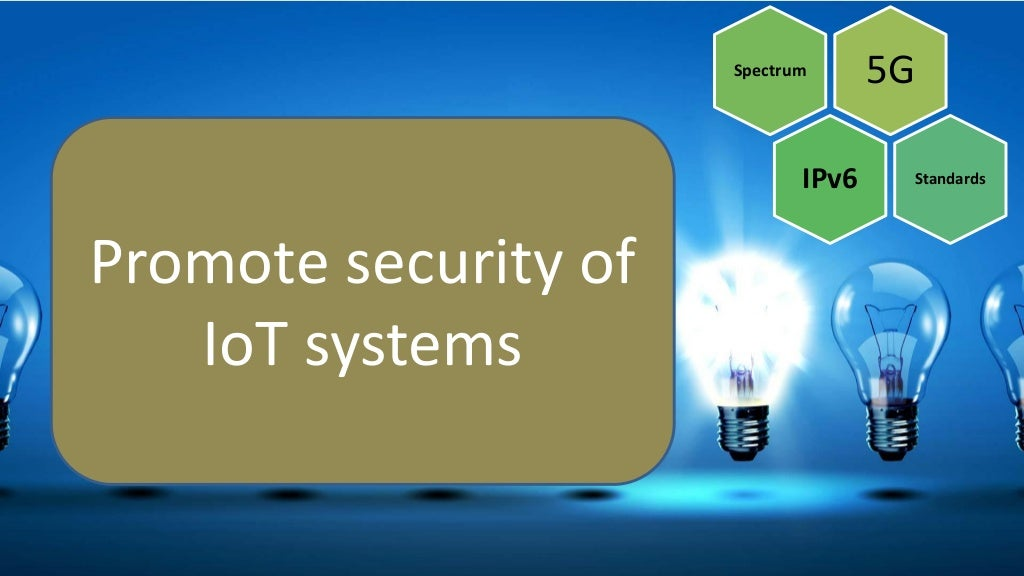 Spectrum
5G
IPv6
Standards
Promote security of
IoT systems